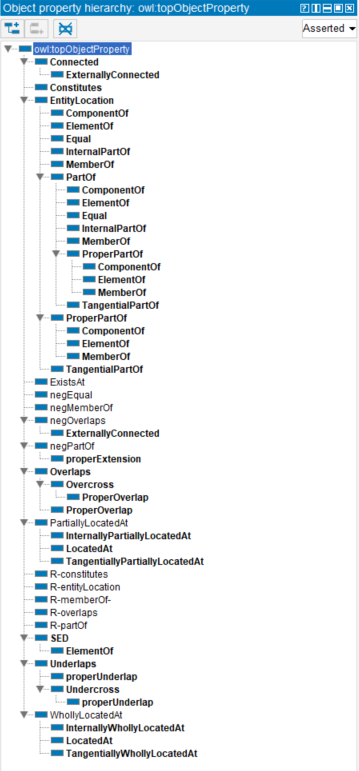 Object property hierarchy: owl:topObjectProperty
Asserted
owl:topObjectProperty
Connected
ExternallyConnected
Constitutes
EntityLocation
ComponentOf
ElementOf
Equal
InternalPartOf
MemberOf
PartOf
ComponentOf
ElementOf
Equal
InternalPartOf
MemberOf
ProperPartOf
ComponentOf
ElementOf
MemberOf
TangentialPartOf
ProperPartOf
ComponentOf
ElementOf
MemberOf
TangentialPartOf
ExistsAt
negEqual
negMemberOf
negOverlaps
ExternallyConnected
negPartOf
properExtension
Overlaps
Overcross
ProperOverlap
ProperOverlap
PartiallyLocatedAt
InternallyPartiallyLocatedAt
LocatedAt
TangentiallyPartiallyLocatedAt
R-constitutes
R-entityLocation
R-memberOf-
R-overlaps
R-partOf
SED
ElementOf
Underlaps
properUnderlap
Undercross
properUnderlap
WhollyLocatedAt
InternallyWhollyLocatedAt
LocatedAt
TangentiallyWhollyLocatedAt